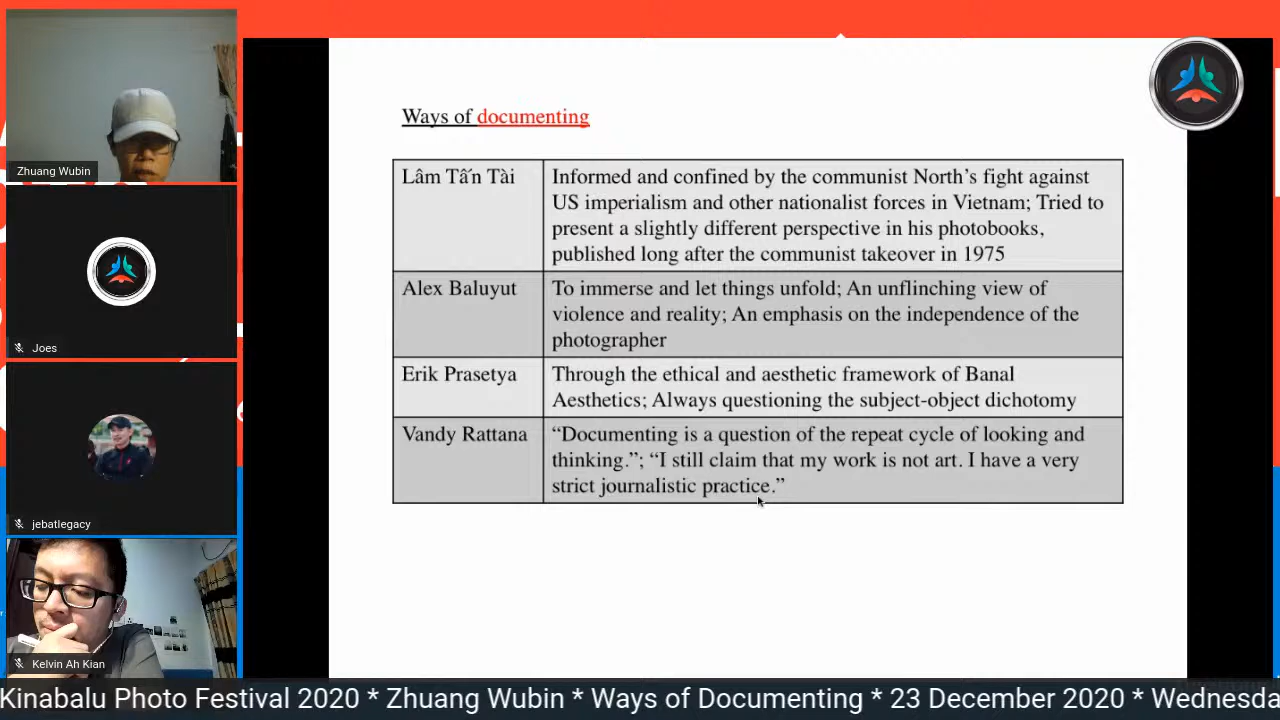 Ways of documenting
Lâm Tấn Tài
Informed and confined by the communist North’s fight against
US imperialism and other nationalist forces in Vietnam; Tried to
present a slightly different perspective in his photobooks,
published long after the communist takeover in 1975
Alex Baluyut
To immerse and let things unfold; An unflinching view of
violence and reality; An emphasis on the independence of the
photographer
Erik Prasetya
Through the ethical and aesthetic framework of Banal
Aesthetics; Always questioning the subject-object dichotomy
Vandy Rattana
“Documenting is a question of the repeat cycle of looking and
thinking.”; “I still claim that my work is not art. I have a very
strict journalistic practice.”
Zhuang Wubin
Joes
jebatlegacy
Kelvin Ah Kian
Kinabalu Photo Festival 2020 * Zhuang Wubin * Ways of Documenting * 23 December 2020 * Wednesda